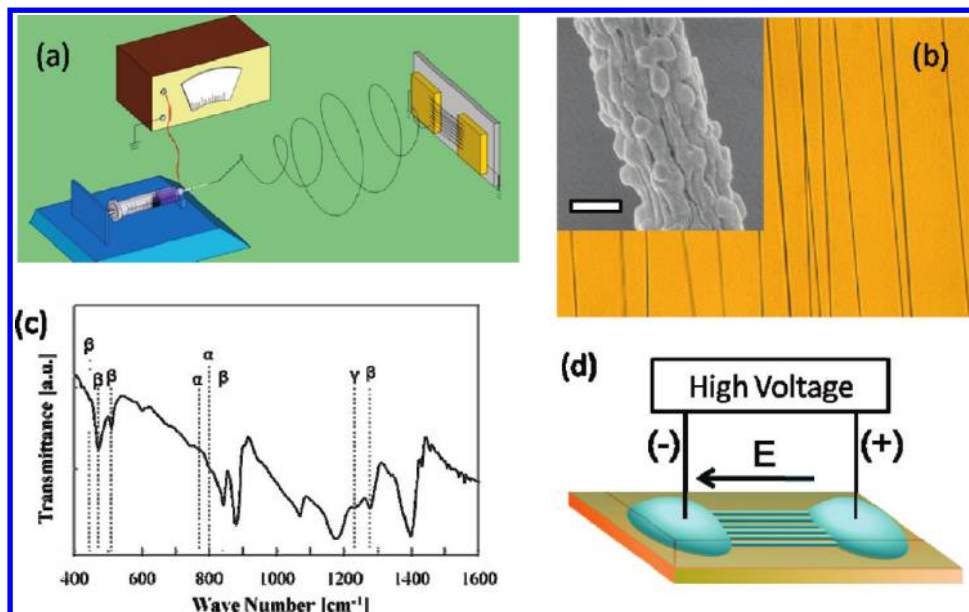 (a)
(b)
(c)
β
β β
α
α β
γ β
Transmittance [a.u.]
400 600 800 1000 1200 1400 1600
Wave Number [cm⁻¹]
(d)
High Voltage
(-) E (+)